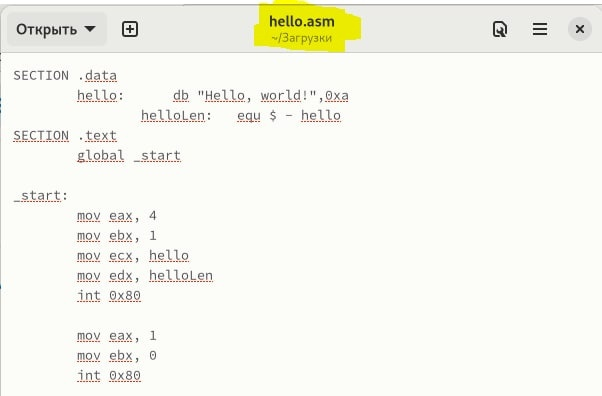 Открыть
hello.asm
~/Загрузки
SECTION .data
hello: db "Hello, world!",0xa
helloLen: equ $ - hello
SECTION .text
global _start
_start:
mov eax, 4
mov ebx, 1
mov ecx, hello
mov edx, helloLen
int 0x80
mov eax, 1
mov ebx, 0
int 0x80